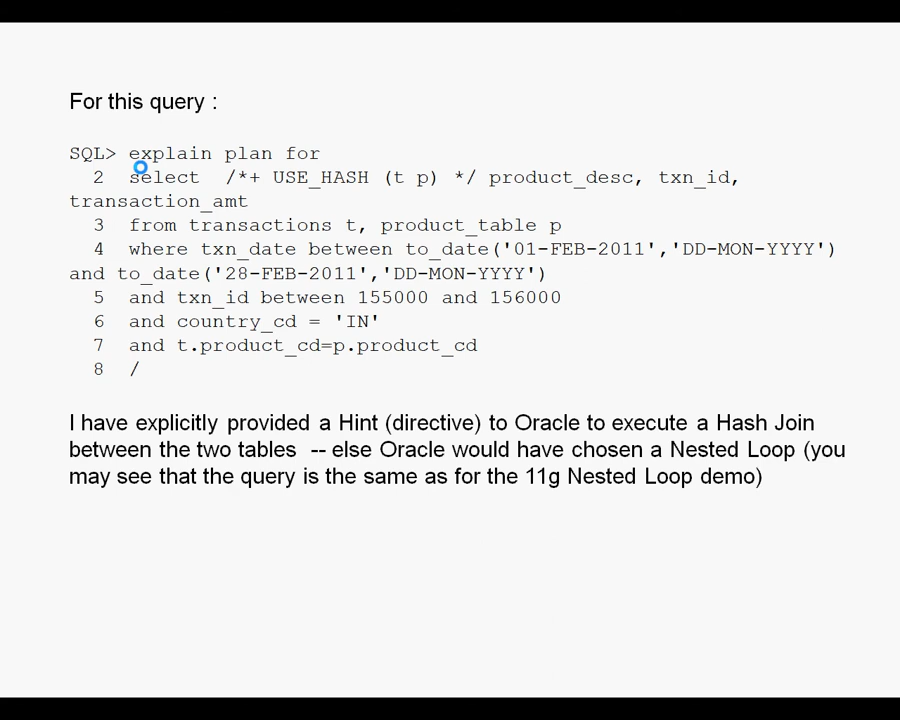 For this query :
SQL> explain plan for
2 select /*+ USE_HASH (t p) */ product_desc, txn_id,
transaction_amt
3 from transactions t, product_table p
4 where txn_date between to_date('01-FEB-2011','DD-MON-YYYY')
and to_date('28-FEB-2011','DD-MON-YYYY')
5 and txn_id between 155000 and 156000
6 and country_cd = 'IN'
7 and t.product_cd=p.product_cd
8 /
I have explicitly provided a Hint (directive) to Oracle to execute a Hash Join
between the two tables -- else Oracle would have chosen a Nested Loop (you
may see that the query is the same as for the 11g Nested Loop demo)